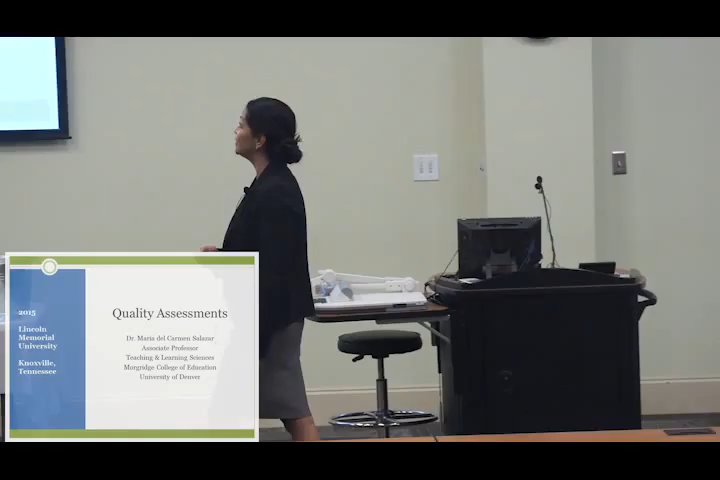 2015
Lincoln
Memorial
University
Knoxville,
Tennessee
Quality Assessments
Dr. Maria del Carmen Salazar
Associate Professor
Teaching & Learning Sciences
Morgridge College of Education
University of Denver